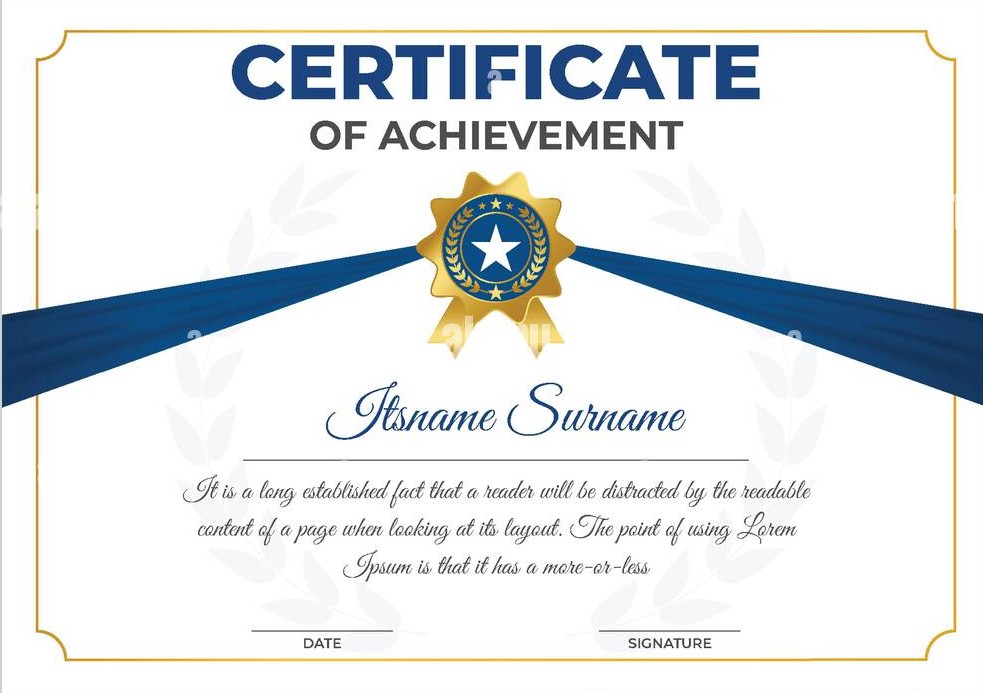 CERTIFICATE
OF ACHIEVEMENT
Itsname Surname
It is a long established fact that a reader will be distracted by the readable
content of a page when looking at its layout. The point of using Lorem
Ipsum is that it has a more-or-less
DATE
SIGNATURE